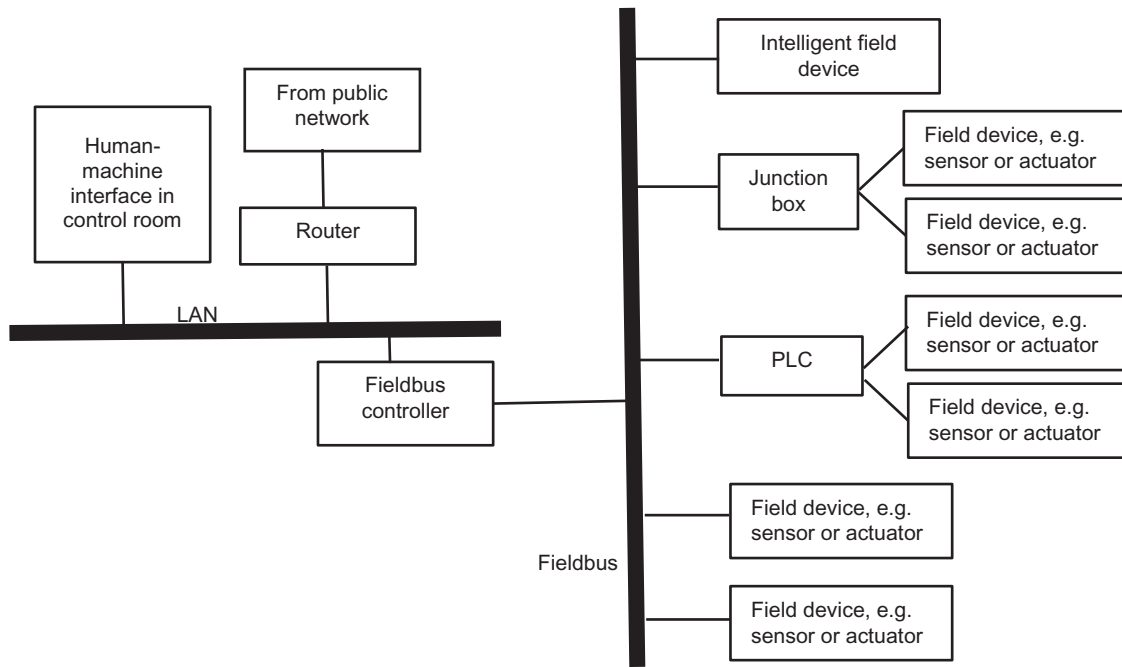 Human-
machine
interface in
control room
From public
network
Router
LAN
Fieldbus
controller
Fieldbus
Intelligent field
device
Junction
box
Field device, e.g.
sensor or actuator
Field device, e.g.
sensor or actuator
PLC
Field device, e.g.
sensor or actuator
Field device, e.g.
sensor or actuator
Field device, e.g.
sensor or actuator
Field device, e.g.
sensor or actuator